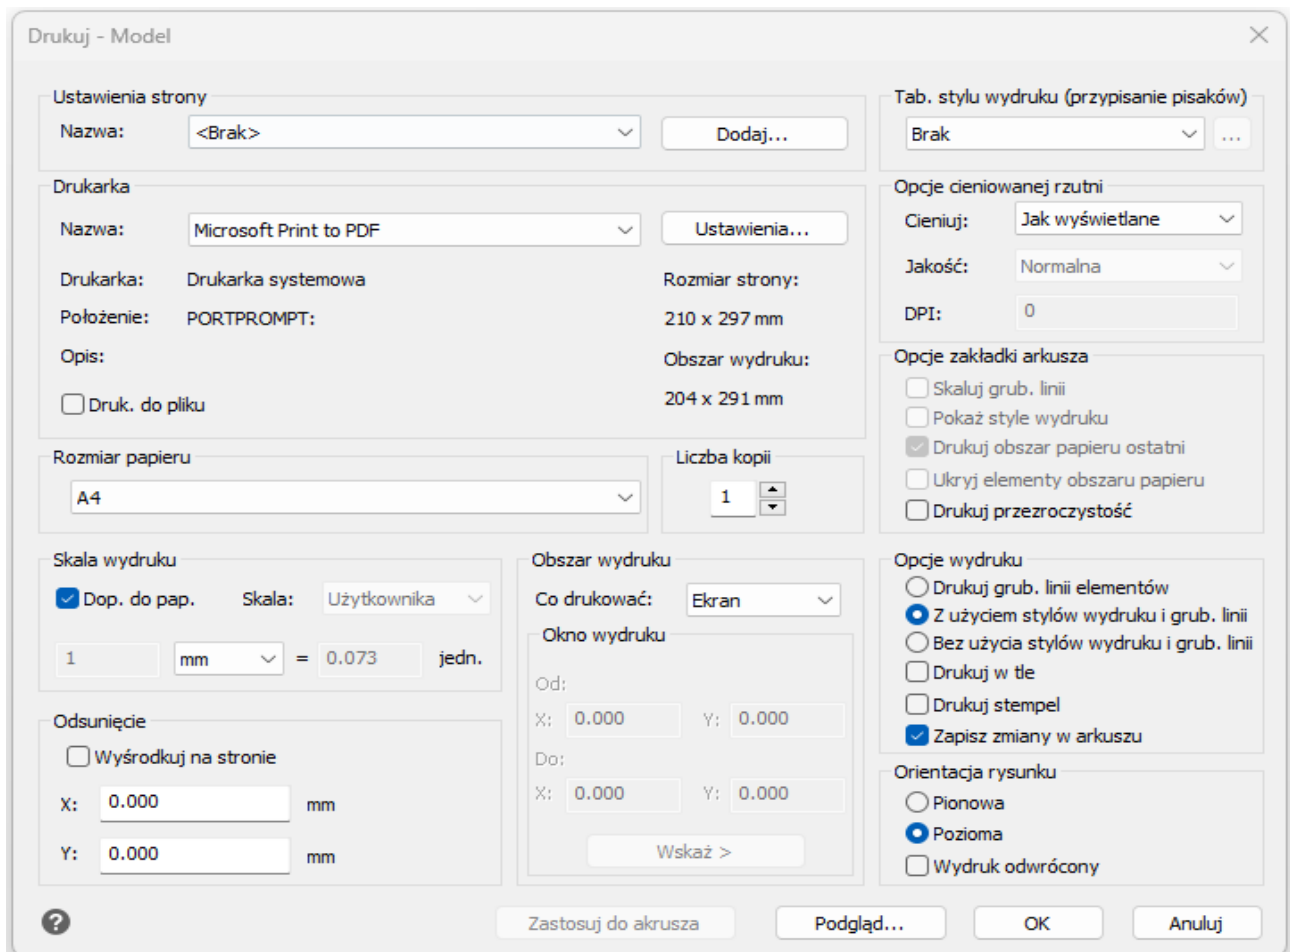 Drukuj - Model
Ustawienia strony
Nazwa: <Brak> Dodaj...
Tab. stylu wydruku (przypisanie pisaków)
Brak ...
Drukarka
Nazwa: Microsoft Print to PDF Ustawienia...
Drukarka: Drukarka systemowa Rozmiar strony:
Położenie: PORTPROMPT: 210 x 297 mm
Opis: Obszar wydruku:
Druk. do pliku 204 x 291 mm
Opcje cieniowanej rzutni
Cieniuj: Jak wyświetlane
Jakość: Normalna
DPI: 0
Rozmiar papieru
A4
Liczba kopii
1
Opcje zakładki arkusza
Skaluj grub. linii
Pokaż style wydruku
Drukuj obszar papieru ostatni
Ukryj elementy obszaru papieru
Drukuj przezroczystość
Skala wydruku
Dop. do pap. Skala: Użytkownika
1 mm = 0.073 jedn.
Odsunięcie
Wyśrodkuj na stronie
X: 0.000 mm
Y: 0.000 mm
Obszar wydruku
Co drukować: Ekran
Okno wydruku
Od:
X: 0.000 Y: 0.000
Do:
X: 0.000 Y: 0.000
Wskaż >
Opcje wydruku
Drukuj grub. linii elementów
Z użyciem stylów wydruku i grub. linii
Bez użycia stylów wydruku i grub. linii
Drukuj w tle
Drukuj stempel
Zapisz zmiany w arkuszu
Orientacja rysunku
Pionowa
Pozioma
Wydruk odwrócony
? Zastosuj do akrusza Podgląd... OK Anuluj